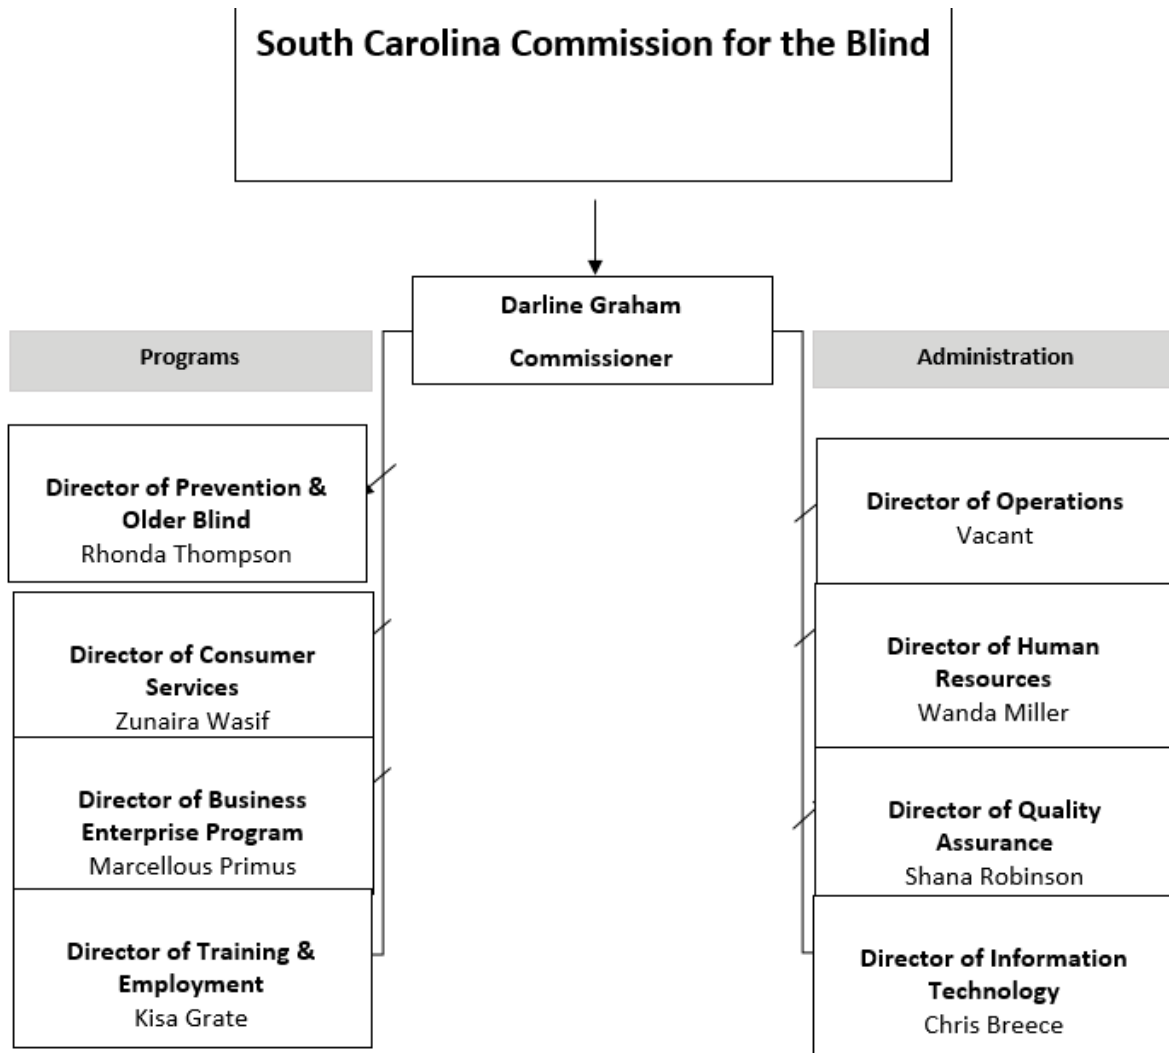 South Carolina Commission for the Blind
Darline Graham
Commissioner
Programs
Director of Prevention &
Older Blind
Rhonda Thompson
Director of Consumer
Services
Zunaira Wasif
Director of Business
Enterprise Program
Marcellous Primus
Director of Training &
Employment
Kisa Grate
Administration
Director of Operations
Vacant
Director of Human
Resources
Wanda Miller
Director of Quality
Assurance
Shana Robinson
Director of Information
Technology
Chris Breece